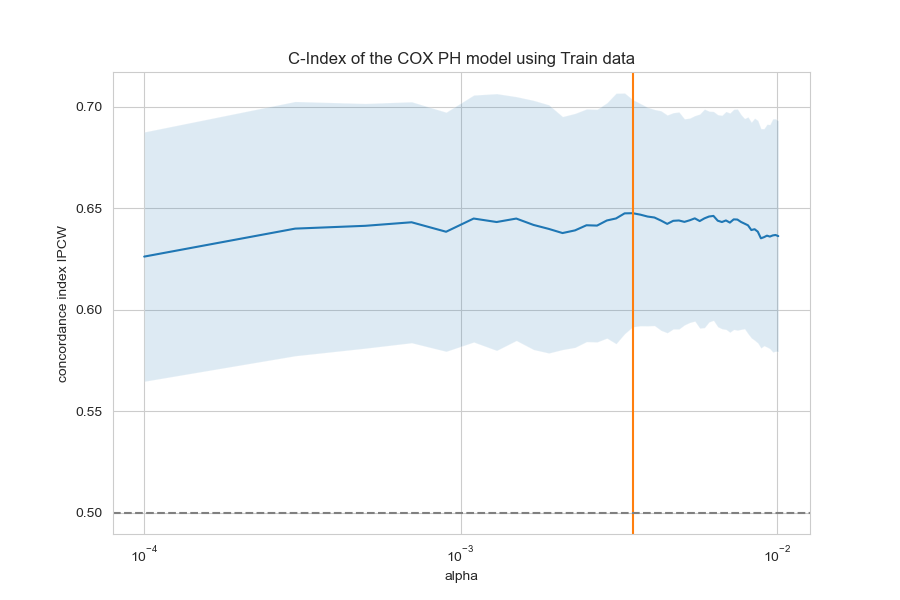 C-Index of the COX PH model using Train data
concordance index IPCW
0.70
0.65
0.60
0.55
0.50
10⁻⁴
10⁻³
10⁻²
alpha